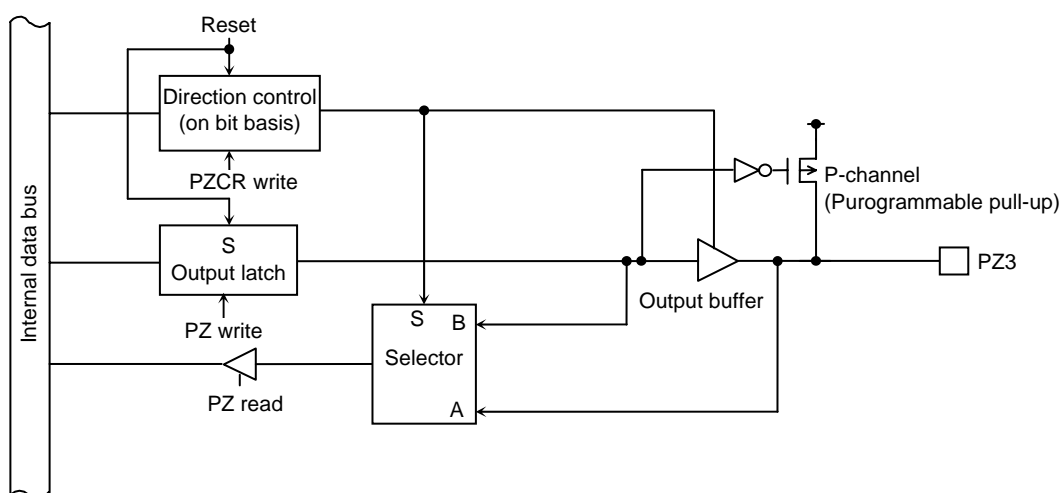 Reset
Direction control
(on bit basis)
PZCR write
P-channel
(Purogrammable pull-up)
Internal data bus
S
Output latch
PZ write
Output buffer
PZ3
S
B
Selector
A
PZ read